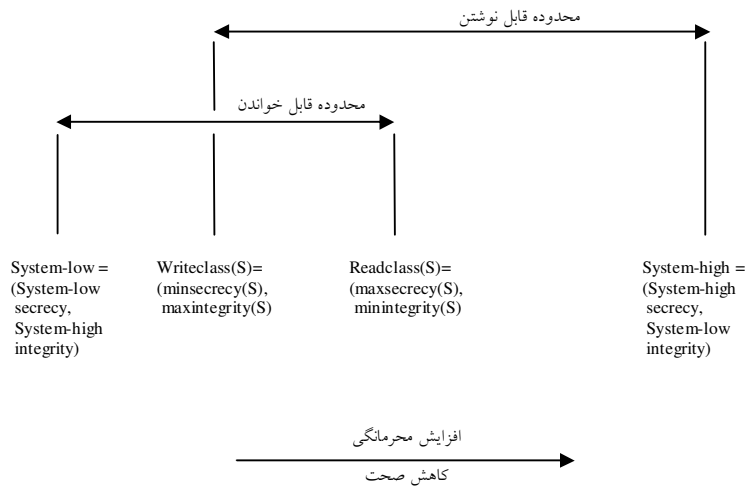 محدوده قابل نوشتن
محدوده قابل خواندن
System-low =
(System-low
secrecy,
System-high
integrity)
Writeclass(S)=
(minsecrecy(S),
maxintegrity(S)
Readclass(S)=
(maxsecrecy(S),
minintegrity(S)
System-high =
(System-high
secrecy,
System-low
integrity)
افزایش محرمانگی
کاهش صحت